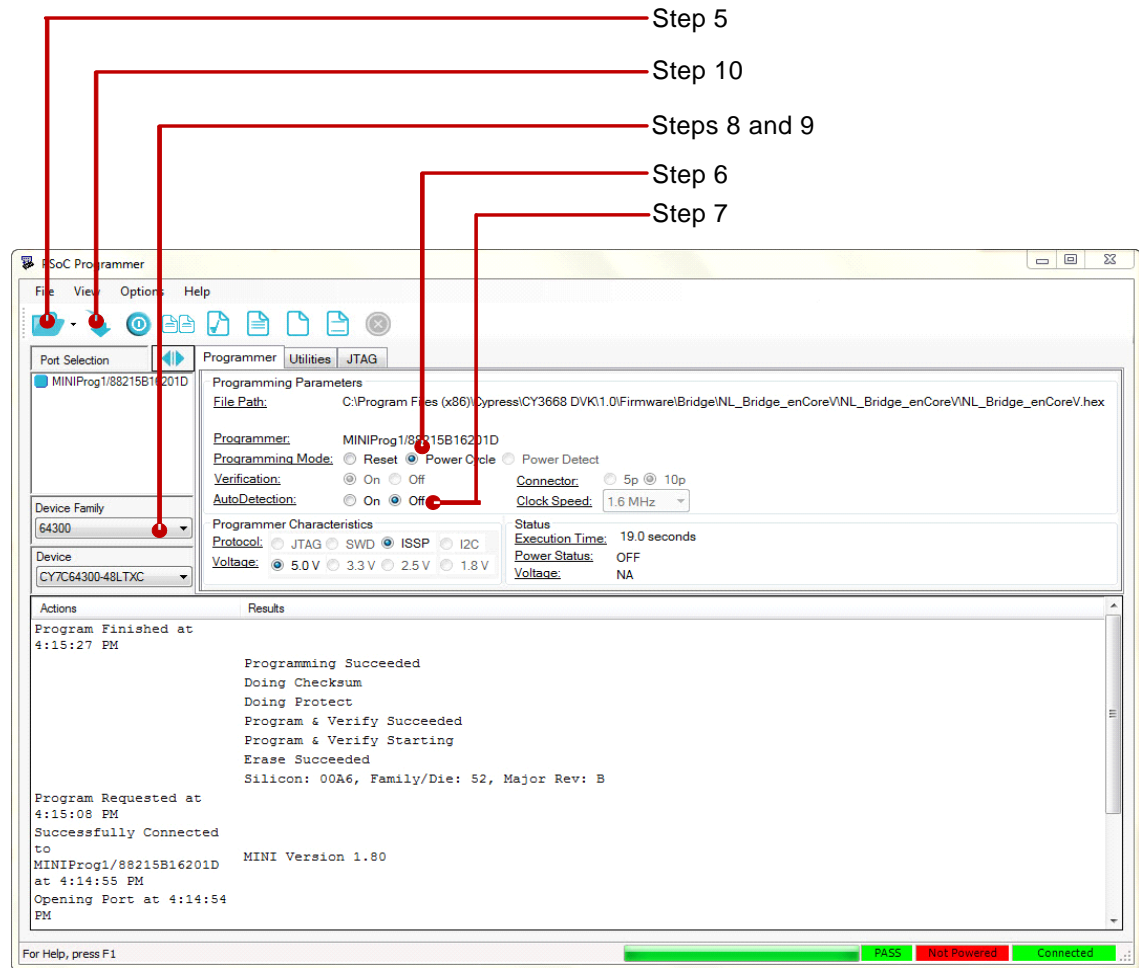 Step 5
Step 10
Steps 8 and 9
Step 6
Step 7
PSoC Programmer
File View Options Help
Port Selection
Programmer Utilities JTAG
MINIProg1/88215B16201D
Programming Parameters
File Path: C:\Program Files (x86)\Cypress\CY3668 DVK\1.0\Firmware\Bridge\NL_Bridge_enCoreV\NL_Bridge_enCoreV\NL_Bridge_enCoreV.hex
Programmer: MINIProg1/88215B16201D
Programming Mode: Reset Power Cycle Power Detect
Verification: On Off Connector: 5p 10p
AutoDetection: On Off Clock Speed: 1.6 MHz
Device Family
64300
Device
CY7C64300-48LTXC
Programmer Characteristics
Protocol: JTAG SWD ISSP I2C
Voltage: 5.0 V 3.3 V 2.5 V 1.8 V
Status
Execution Time: 19.0 seconds
Power Status: OFF
Voltage: NA
Actions Results
Program Finished at
4:15:27 PM
Programming Succeeded
Doing Checksum
Doing Protect
Program & Verify Succeeded
Program & Verify Starting
Erase Succeeded
Silicon: 00A6, Family/Die: 52, Major Rev: B
Program Requested at
4:15:08 PM
Successfully Connected
to
MINIProg1/88215B16201D
at 4:14:55 PM
MINI Version 1.80
Opening Port at 4:14:54
PM
For Help, press F1
PASS Not Powered Connected